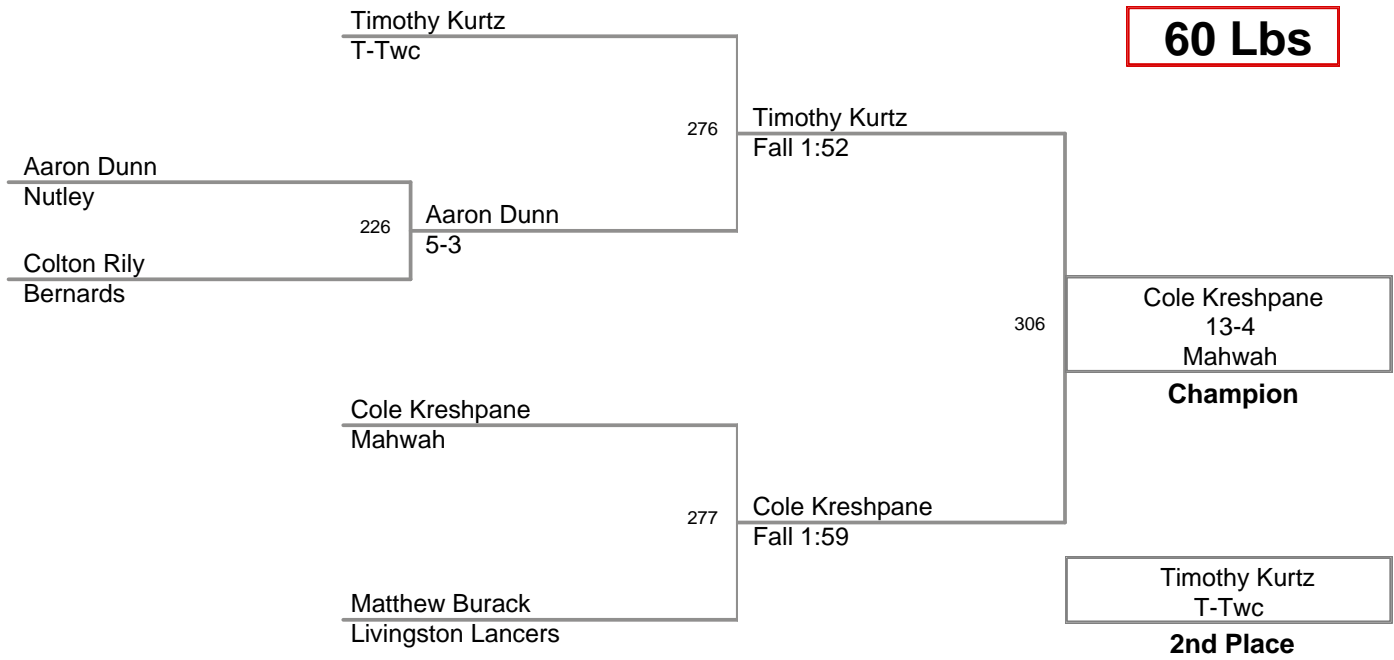 Timothy Kurtz
T-Twc
60 Lbs
276
Timothy Kurtz
Fall 1:52
Aaron Dunn
Nutley
226
Aaron Dunn
5-3
Colton Rily
Bernards
306
Cole Kreshpane
13-4
Mahwah
Champion
Cole Kreshpane
Mahwah
277
Cole Kreshpane
Fall 1:59
Matthew Burack
Livingston Lancers
Timothy Kurtz
T-Twc
2nd Place